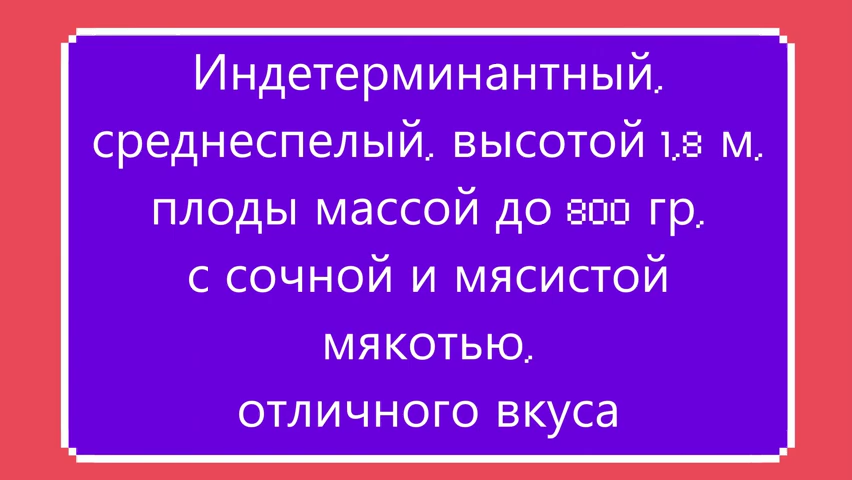 Индетерминантный,
среднеспелый, высотой 1,8 м,
плоды массой до 800 гр,
с сочной и мясистой
мякотью,
отличного вкуса